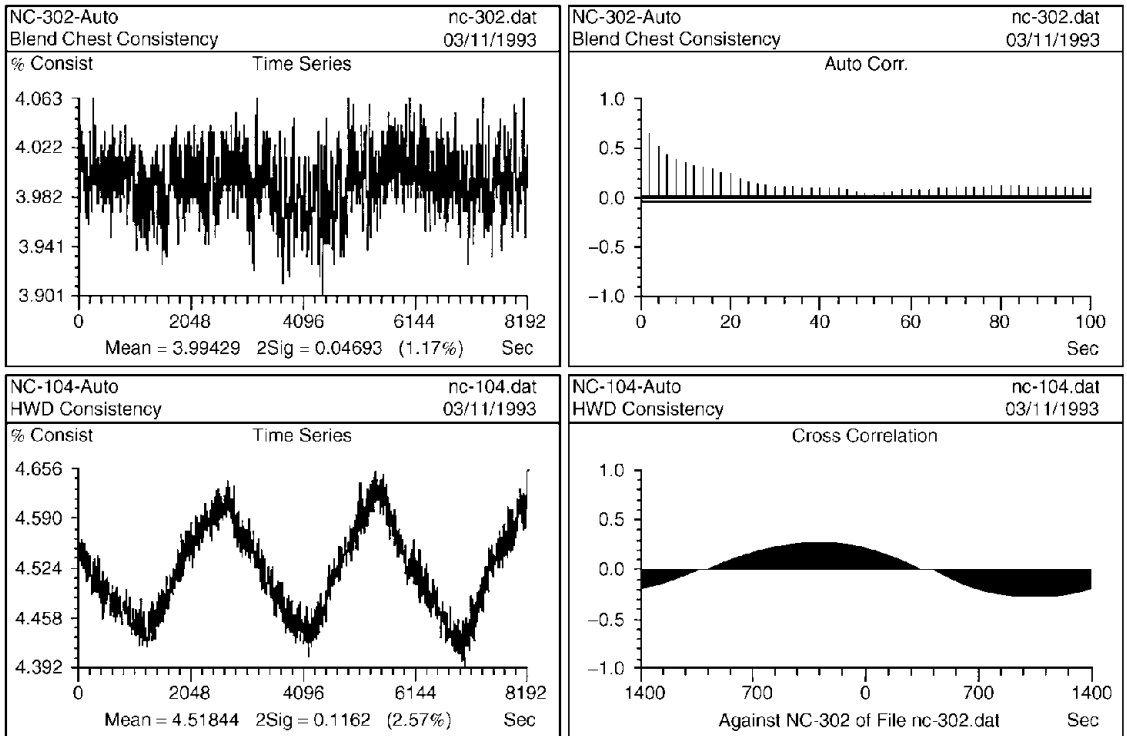 NC-302-Auto nc-302.dat
Blend Chest Consistency 03/11/1993
% Consist Time Series
4.063
4.022
3.982
3.941
3.901
0 2048 4096 6144 8192
Mean = 3.99429 2Sig = 0.04693 (1.17%) Sec
NC-302-Auto nc-302.dat
Blend Chest Consistency 03/11/1993
Auto Corr.
1.0
0.5
0.0
−0.5
−1.0
0 20 40 60 80 100
Sec
NC-104-Auto nc-104.dat
HWD Consistency 03/11/1993
% Consist Time Series
4.656
4.590
4.524
4.458
4.392
0 2048 4096 6144 8192
Mean = 4.51844 2Sig = 0.1162 (2.57%) Sec
NC-104-Auto nc-104.dat
HWD Consistency 03/11/1993
Cross Correlation
1.0
0.5
0.0
−0.5
−1.0
1400 700 0 700 1400
Against NC-302 of File nc-302.dat Sec